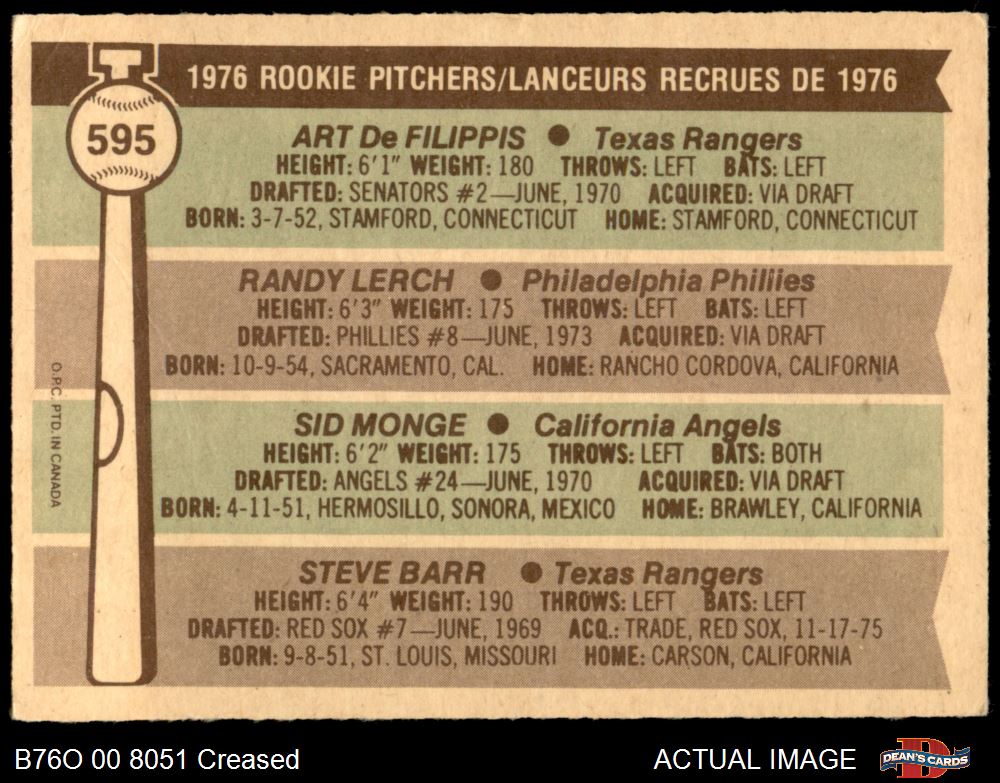 1976 ROOKIE PITCHERS/LANCEURS RECRUES DE 1976
595
ART De FILIPPIS ● Texas Rangers
HEIGHT: 6'1" WEIGHT: 180 THROWS: LEFT BATS: LEFT
DRAFTED: SENATORS #2—JUNE, 1970 ACQUIRED: VIA DRAFT
BORN: 3-7-52, STAMFORD, CONNECTICUT HOME: STAMFORD, CONNECTICUT
RANDY LERCH ● Philadelphia Phillies
HEIGHT: 6'3" WEIGHT: 175 THROWS: LEFT BATS: LEFT
DRAFTED: PHILLIES #8—JUNE, 1973 ACQUIRED: VIA DRAFT
BORN: 10-9-54, SACRAMENTO, CAL. HOME: RANCHO CORDOVA, CALIFORNIA
SID MONGE ● California Angels
HEIGHT: 6'2" WEIGHT: 175 THROWS: LEFT BATS: BOTH
DRAFTED: ANGELS #24—JUNE, 1970 ACQUIRED: VIA DRAFT
BORN: 4-11-51, HERMOSILLO, SONORA, MEXICO HOME: BRAWLEY, CALIFORNIA
STEVE BARR ● Texas Rangers
HEIGHT: 6'4" WEIGHT: 190 THROWS: LEFT BATS: LEFT
DRAFTED: RED SOX #7—JUNE, 1969 ACQ.: TRADE, RED SOX, 11-17-75
BORN: 9-8-51, ST. LOUIS, MISSOURI HOME: CARSON, CALIFORNIA
O.P.C. PTD. IN CANADA
B76O 00 8051 Creased
ACTUAL IMAGE
D
DEAN'S CARDS